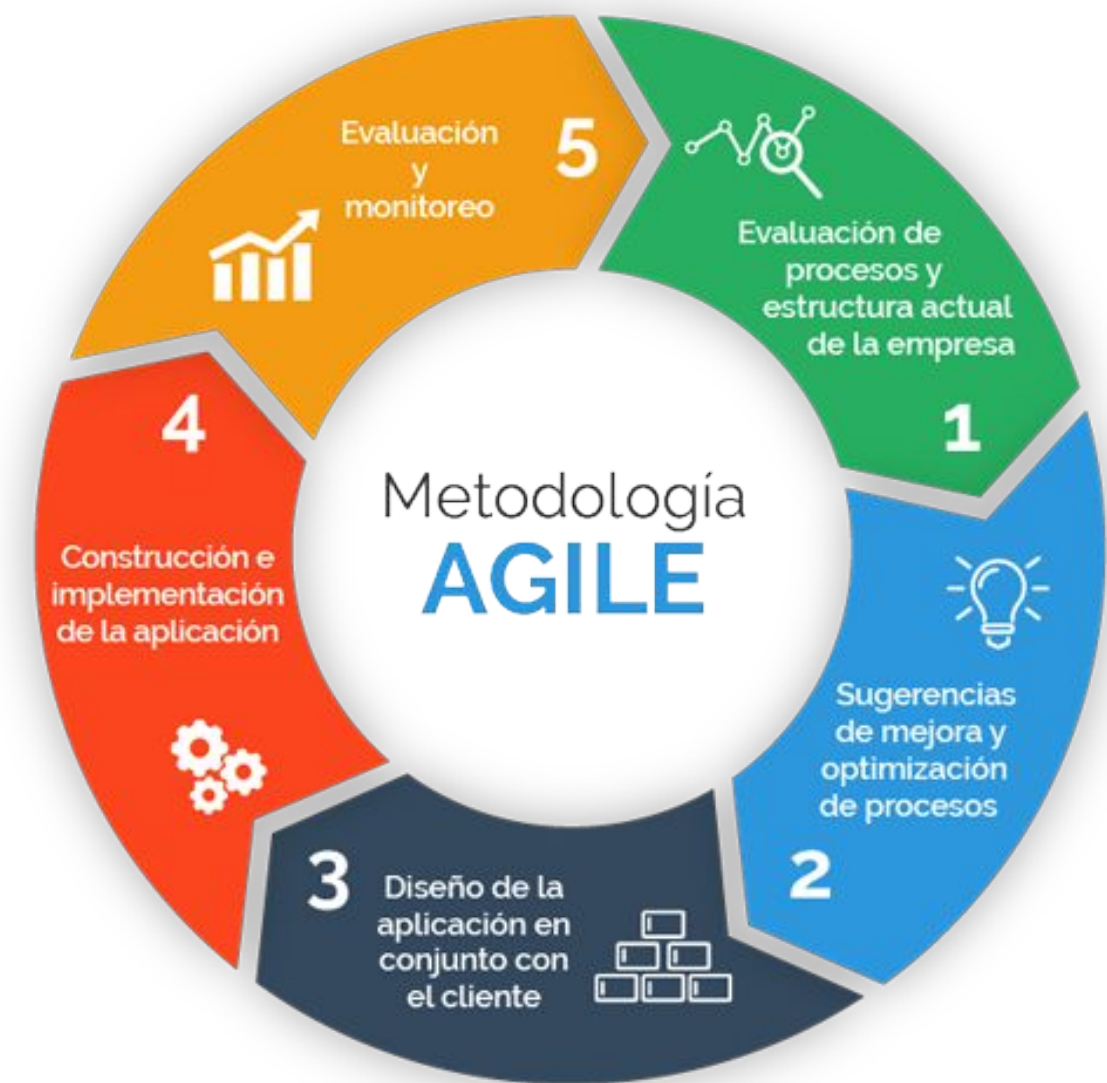 Metodología
AGILE
Evaluación de
procesos y
estructura actual
de la empresa
1
Sugerencias
de mejora y
optimización
de procesos
2
3
Diseño de la
aplicación en
conjunto con
el cliente
4
Construcción e
implementación
de la aplicación
5
Evaluación
y
monitoreo